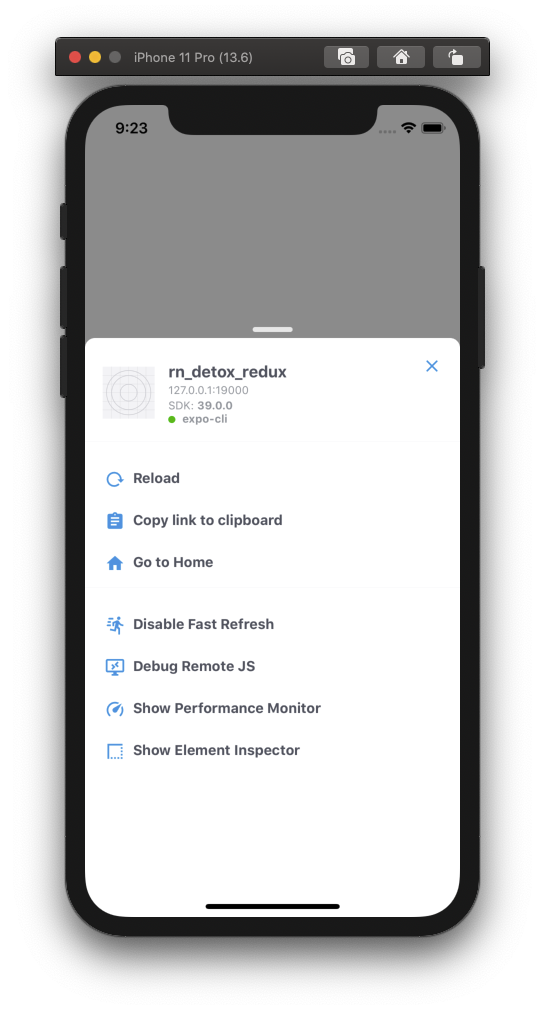 iPhone 11 Pro (13.6)
9:23
rn_detox_redux
127.0.0.1:19000
SDK: 39.0.0
expo-cli
Reload
Copy link to clipboard
Go to Home
Disable Fast Refresh
Debug Remote JS
Show Performance Monitor
Show Element Inspector